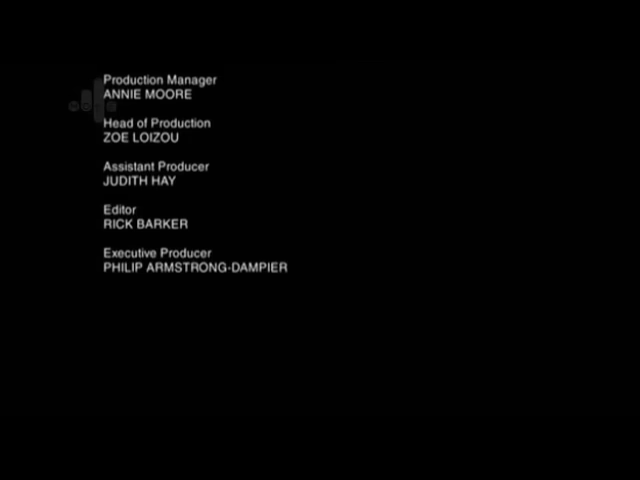 Production Manager
ANNIE MOORE
Head of Production
ZOE LOIZOU
Assistant Producer
JUDITH HAY
Editor
RICK BARKER
Executive Producer
PHILIP ARMSTRONG-DAMPIER